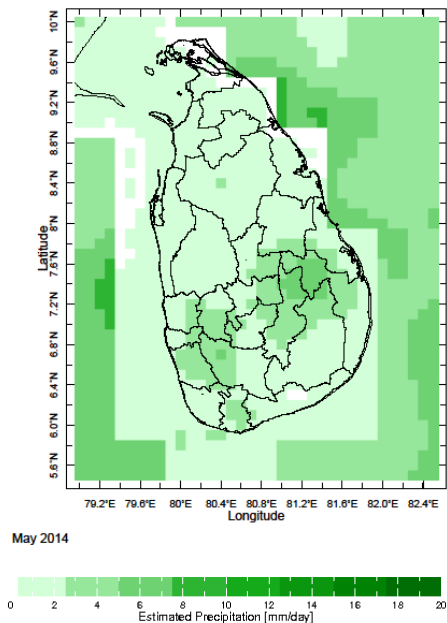 10°N
9.6°N
9.2°N
8.8°N
8.4°N
8°N
7.6°N
7.2°N
6.8°N
6.4°N
6.0°N
5.6°N
Latitude
79.2°E 79.6°E 80°E 80.4°E 80.8°E 81.2°E 81.6°E 82.0°E 82.4°E
Longitude
May 2014
0 2 4 6 8 10 12 14 16 18 20
Estimated Precipitation [mm/day]